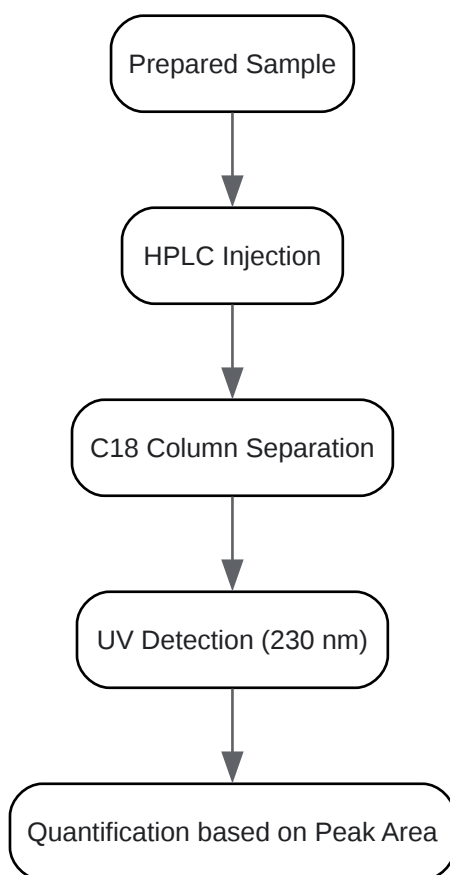 Prepared Sample
HPLC Injection
C18 Column Separation
UV Detection (230 nm)
Quantification based on Peak Area